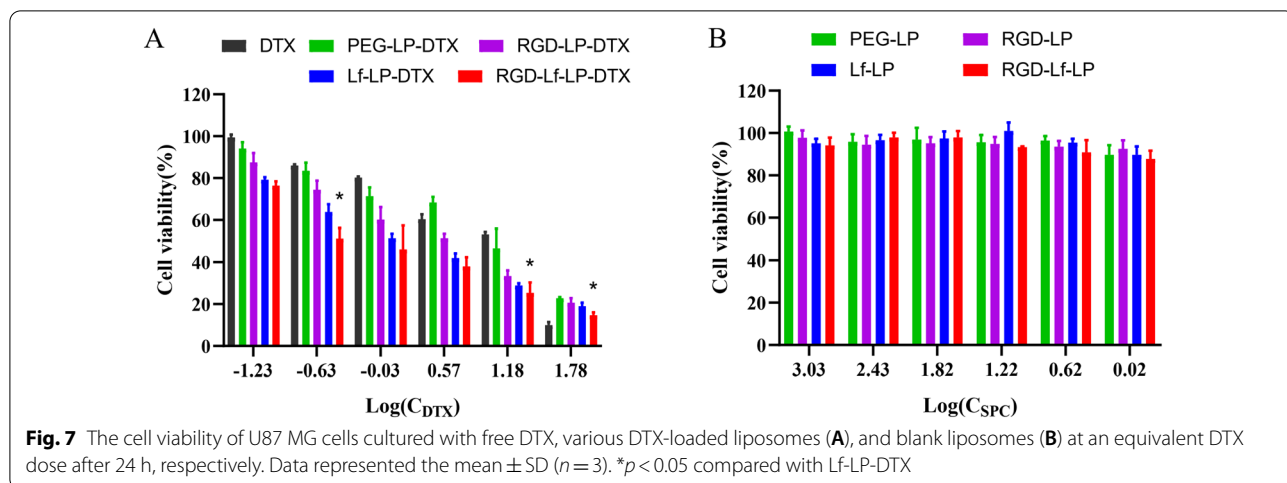 A
DTX PEG-LP-DTX RGD-LP-DTX
Lf-LP-DTX RGD-Lf-LP-DTX
Cell viability(%)
120
100
80
60
40
20
0
*
*
*
-1.23 -0.63 -0.03 0.57 1.18 1.78
Log(C_DTX)
B
PEG-LP RGD-LP
Lf-LP RGD-Lf-LP
Cell viability(%)
120
100
80
60
40
20
0
3.03 2.43 1.82 1.22 0.62 0.02
Log(C_SPC)
Fig. 7 The cell viability of U87 MG cells cultured with free DTX, various DTX-loaded liposomes (A), and blank liposomes (B) at an equivalent DTX
dose after 24 h, respectively. Data represented the mean ± SD (n = 3). *p < 0.05 compared with Lf-LP-DTX